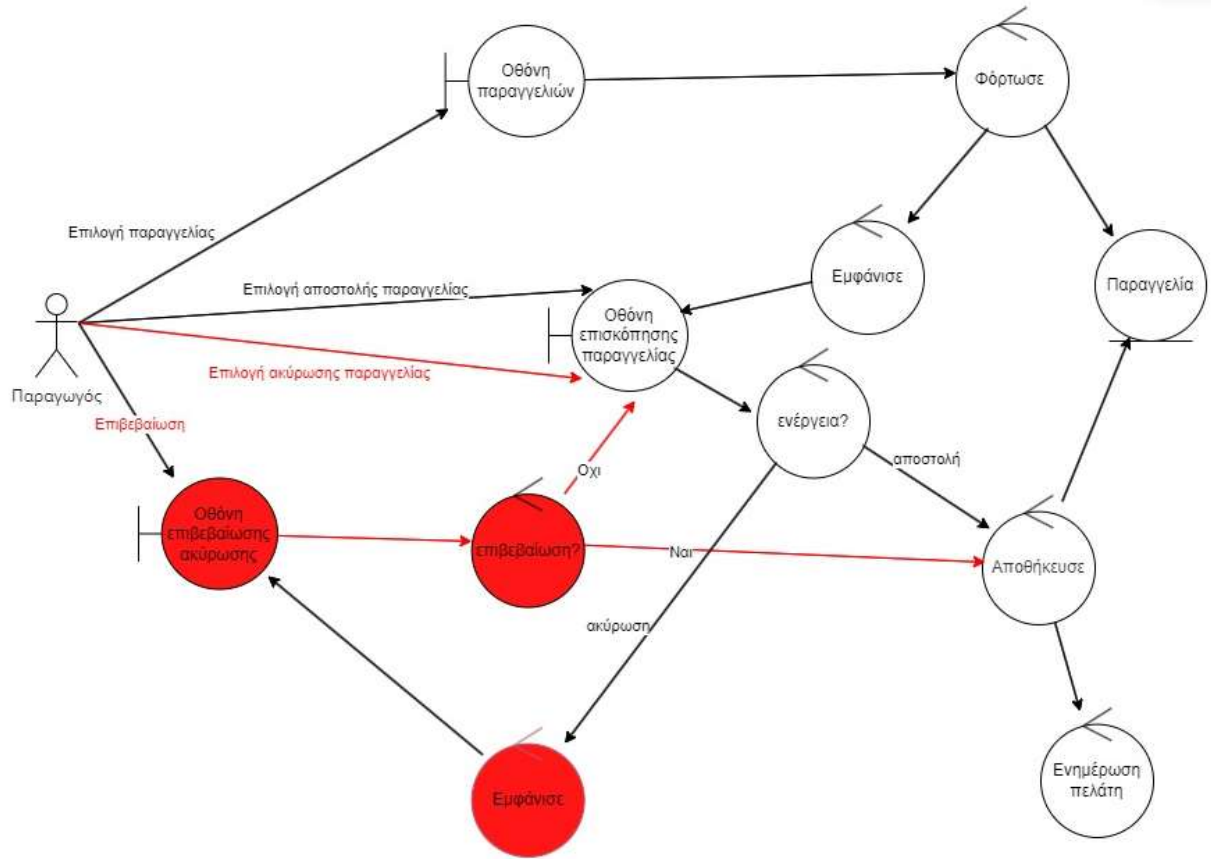 Οθόνη
παραγγελιών
Φόρτωσε
Επιλογή παραγγελίας
Εμφάνισε
Παραγγελία
Επιλογή αποστολής παραγγελίας
Οθόνη
επισκόπησης
παραγγελίας
Επιλογή ακύρωσης παραγγελίας
Παραγωγός
Επιβεβαίωση
ενέργεια?
αποστολή
Οχι
Οθόνη
επιβεβαίωσης
ακύρωσης
επιβεβαίωση?
Ναι
Αποθήκευσε
ακύρωση
Εμφάνισε
Ενημέρωση
πελάτη